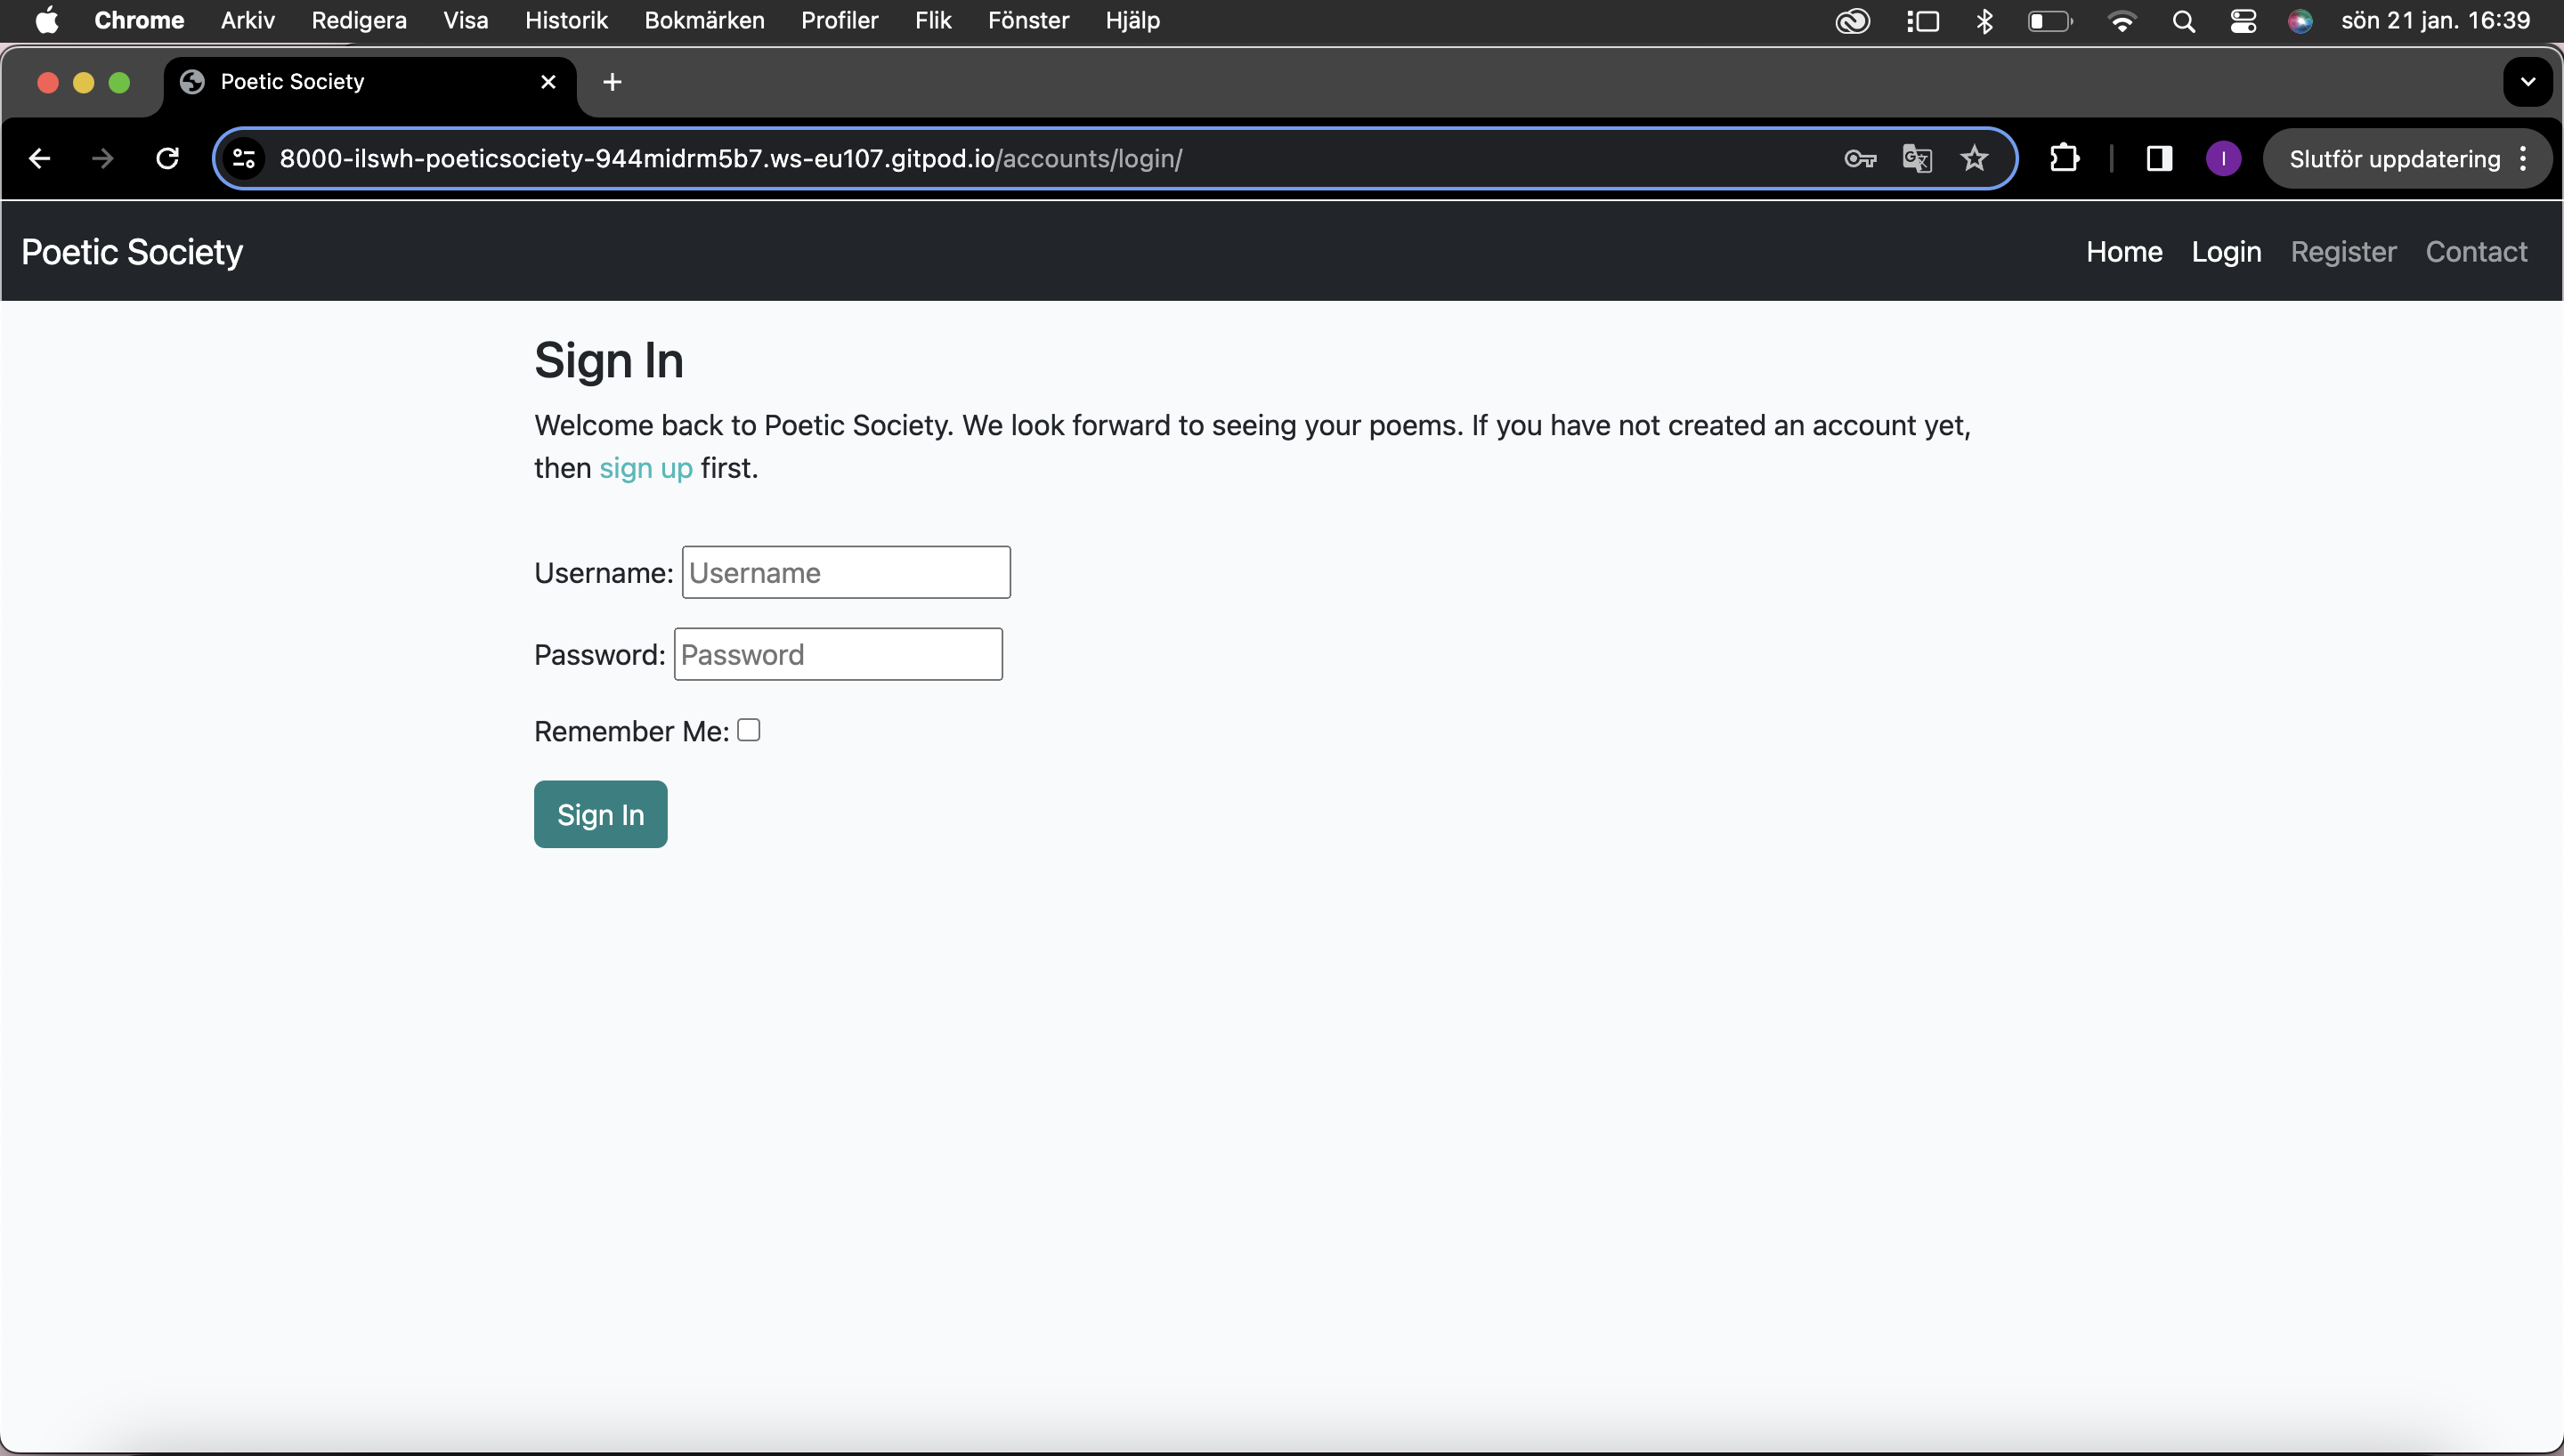 Chrome Arkiv Redigera Visa Historik Bokmärken Profiler Flik Fönster Hjälp sön 21 jan. 16:39
Poetic Society
8000-ilswh-poeticsociety-944midrm5b7.ws-eu107.gitpod.io/accounts/login/ I Slutför uppdatering
Poetic Society Home Login Register Contact
Sign In
Welcome back to Poetic Society. We look forward to seeing your poems. If you have not created an account yet,
then sign up first.
Username: Username
Password: Password
Remember Me:
Sign In